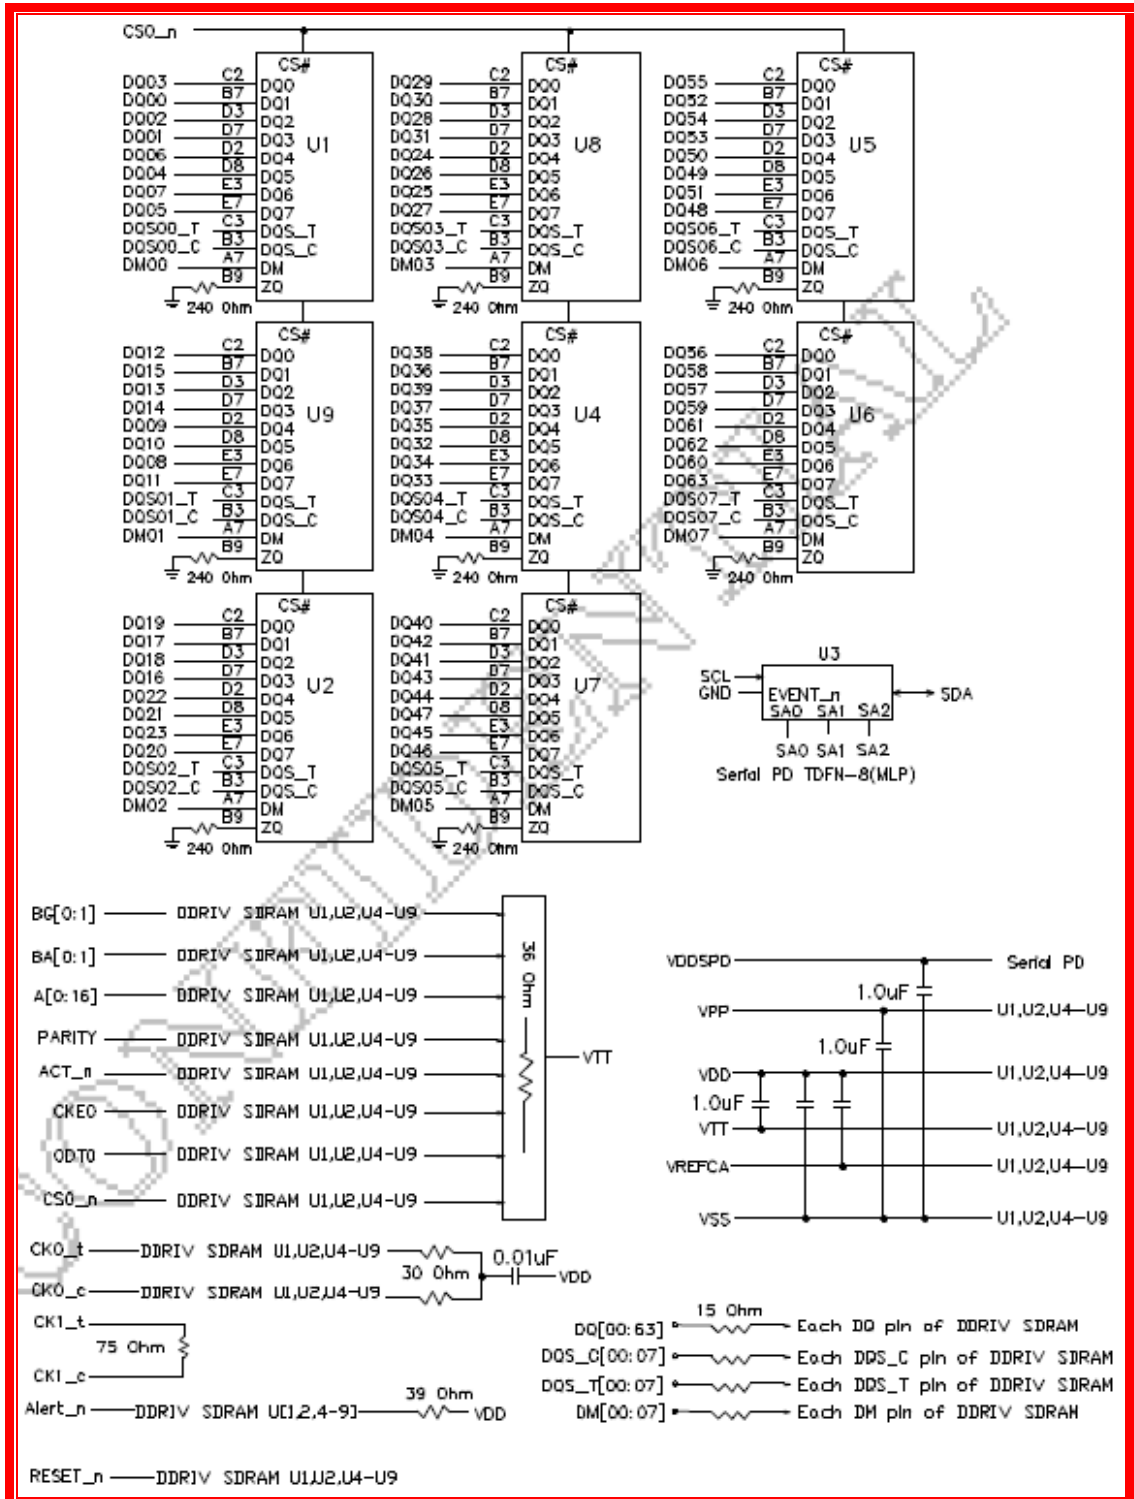 CS0_n
CS#
DQ03 C2 DQ0
DQ00 B7 DQ1
DQ02 D3 DQ2
DQ01 D7 DQ3
DQ06 D2 DQ4
DQ04 D8 DQ5
DQ07 E3 DQ6
DQ05 E7 DQ7
DQS00_T C3 DQS_T
DQS00_C B3 DQS_C
DM00 A7 DM
B9 ZQ
240 Ohm
U1
CS#
DQ29 C2 DQ0
DQ30 B7 DQ1
DQ28 D3 DQ2
DQ31 D7 DQ3
DQ24 D2 DQ4
DQ26 D8 DQ5
DQ25 E3 DQ6
DQ27 E7 DQ7
DQS03_T C3 DQS_T
DQS03_C B3 DQS_C
DM03 A7 DM
B9 ZQ
240 Ohm
U8
CS#
DQ55 C2 DQ0
DQ52 B7 DQ1
DQ54 D3 DQ2
DQ53 D7 DQ3
DQ50 D2 DQ4
DQ49 D8 DQ5
DQ51 E3 DQ6
DQ48 E7 DQ7
DQS06_T C3 DQS_T
DQS06_C B3 DQS_C
DM06 A7 DM
B9 ZQ
240 Ohm
U5
CS#
DQ12 C2 DQ0
DQ15 B7 DQ1
DQ13 D3 DQ2
DQ14 D7 DQ3
DQ09 D2 DQ4
DQ10 D8 DQ5
DQ08 E3 DQ6
DQ11 E7 DQ7
DQS01_T C3 DQS_T
DQS01_C B3 DQS_C
DM01 A7 DM
B9 ZQ
240 Ohm
U9
CS#
DQ38 C2 DQ0
DQ36 B7 DQ1
DQ39 D3 DQ2
DQ37 D7 DQ3
DQ35 D2 DQ4
DQ32 D8 DQ5
DQ34 E3 DQ6
DQ33 E7 DQ7
DQS04_T C3 DQS_T
DQS04_C B3 DQS_C
DM04 A7 DM
B9 ZQ
240 Ohm
U4
CS#
DQ56 C2 DQ0
DQ58 B7 DQ1
DQ57 D3 DQ2
DQ59 D7 DQ3
DQ61 D2 DQ4
DQ62 D8 DQ5
DQ60 E3 DQ6
DQ63 E7 DQ7
DQS07_T C3 DQS_T
DQS07_C B3 DQS_C
DM07 A7 DM
B9 ZQ
240 Ohm
U6
CS#
DQ19 C2 DQ0
DQ17 B7 DQ1
DQ18 D3 DQ2
DQ16 D7 DQ3
DQ22 D2 DQ4
DQ21 D8 DQ5
DQ23 E3 DQ6
DQ20 E7 DQ7
DQS02_T C3 DQS_T
DQS02_C B3 DQS_C
DM02 A7 DM
B9 ZQ
240 Ohm
U2
CS#
DQ40 C2 DQ0
DQ42 B7 DQ1
DQ41 D3 DQ2
DQ43 D7 DQ3
DQ44 D2 DQ4
DQ47 D8 DQ5
DQ45 E3 DQ6
DQ46 E7 DQ7
DQS05_T C3 DQS_T
DQS05_C B3 DQS_C
DM05 A7 DM
B9 ZQ
240 Ohm
U7
U3
SCL
GND EVENT_n SDA
SA0 SA1 SA2
SA0 SA1 SA2
Serial PD TDFN-8(MLP)
CONFIDENTIAL
BG[0:1] DDRIV SDRAM U1,U2,U4-U9
BA[0:1] DDRIV SDRAM U1,U2,U4-U9
A[0:16] DDRIV SDRAM U1,U2,U4-U9
PARITY DDRIV SDRAM U1,U2,U4-U9
ACT_n DDRIV SDRAM U1,U2,U4-U9
CKE0 DDRIV SDRAM U1,U2,U4-U9
ODT0 DDRIV SDRAM U1,U2,U4-U9
CS0_n DDRIV SDRAM U1,U2,U4-U9
36 Ohm
VTT
VDDSPD Serial PD
1.0uF
VPP U1,U2,U4-U9
1.0uF
VDD U1,U2,U4-U9
1.0uF
VTT U1,U2,U4-U9
VREFCA U1,U2,U4-U9
VSS U1,U2,U4-U9
CK0_t DDRIV SDRAM U1,U2,U4-U9
30 Ohm 0.01uF VDD
CK0_c DDRIV SDRAM U1,U2,U4-U9
CK1_t
75 Ohm
CK1_c
Alert_n DDRIV SDRAM U[1,2,4-9] 39 Ohm VDD
RESET_n DDRIV SDRAM U1,U2,U4-U9
15 Ohm
DQ[00:63] Each DQ pin of DDRIV SDRAM
DQS_C[00:07] Each DQS_C pin of DDRIV SDRAM
DQS_T[00:07] Each DQS_T pin of DDRIV SDRAM
DM[00:07] Each DM pin of DDRIV SDRAM